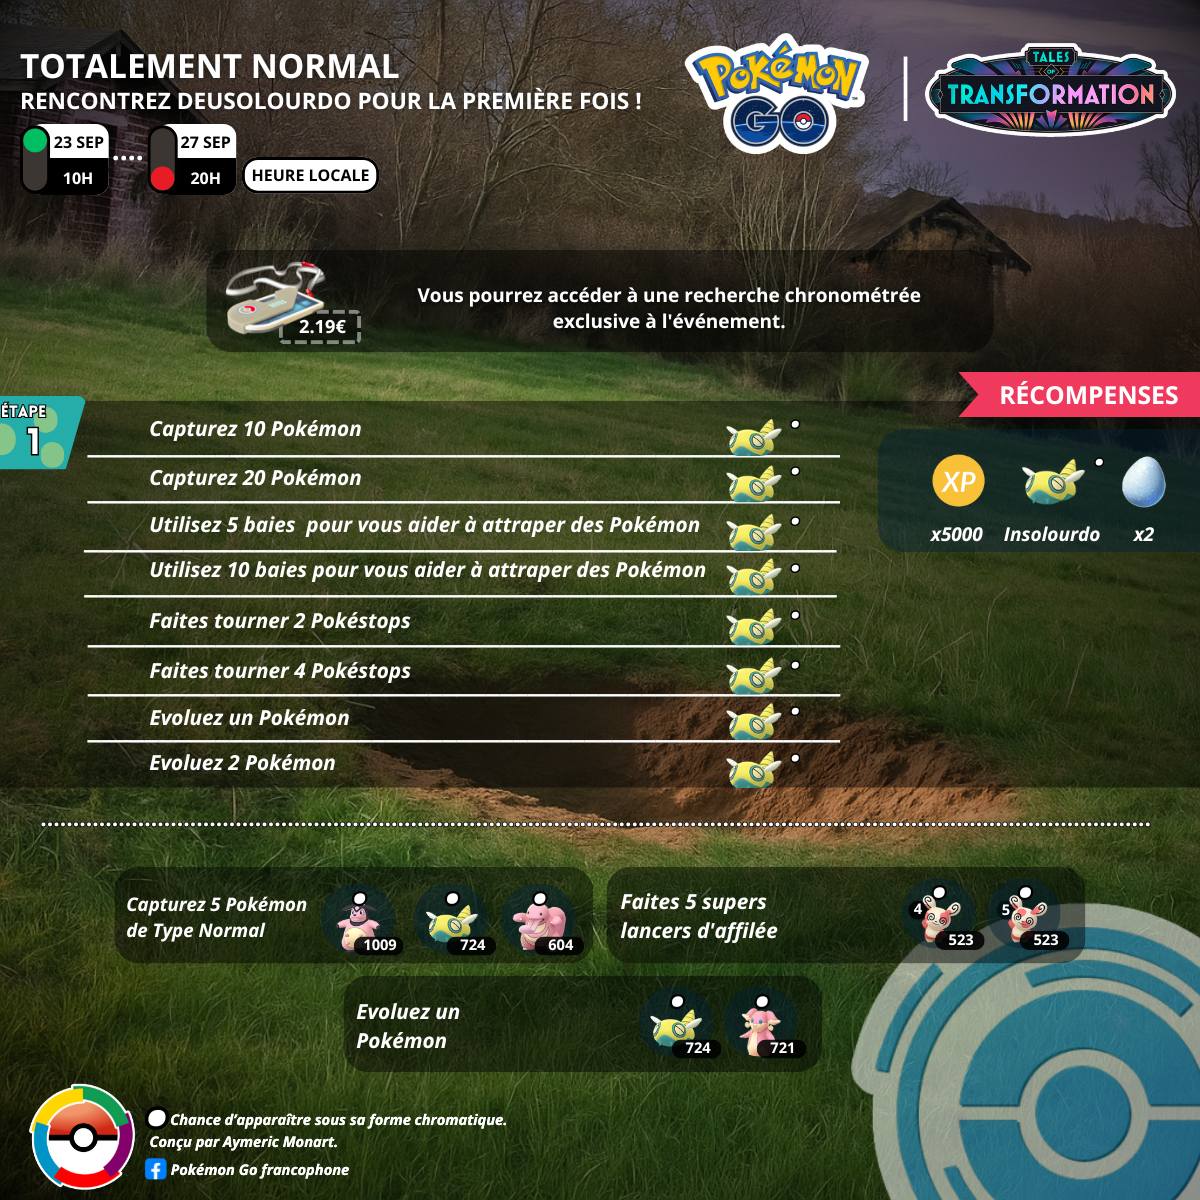 TOTALEMENT NORMAL
RENCONTREZ DEUSOLOURDO POUR LA PREMIÈRE FOIS !
POKÉMON
GO
TALES
OF
TRANSFORMATION
23 SEP
27 SEP
10H
20H
HEURE LOCALE
Vous pourrez accéder à une recherche chronométrée
exclusive à l'événement.
2.19€
RÉCOMPENSES
ÉTAPE
1
Capturez 10 Pokémon
Capturez 20 Pokémon
Utilisez 5 baies  pour vous aider à attraper des Pokémon
Utilisez 10 baies pour vous aider à attraper des Pokémon
Faites tourner 2 Pokéstops
Faites tourner 4 Pokéstops
Evoluez un Pokémon
Evoluez 2 Pokémon
XP
x5000 Insolourdo x2
Capturez 5 Pokémon
de Type Normal
1009 724 604
Faites 5 supers
lancers d'affilée
4 5
523 523
Evoluez un
Pokémon
724 721
Chance d'apparaître sous sa forme chromatique.
Conçu par Aymeric Monart.
Pokémon Go francophone